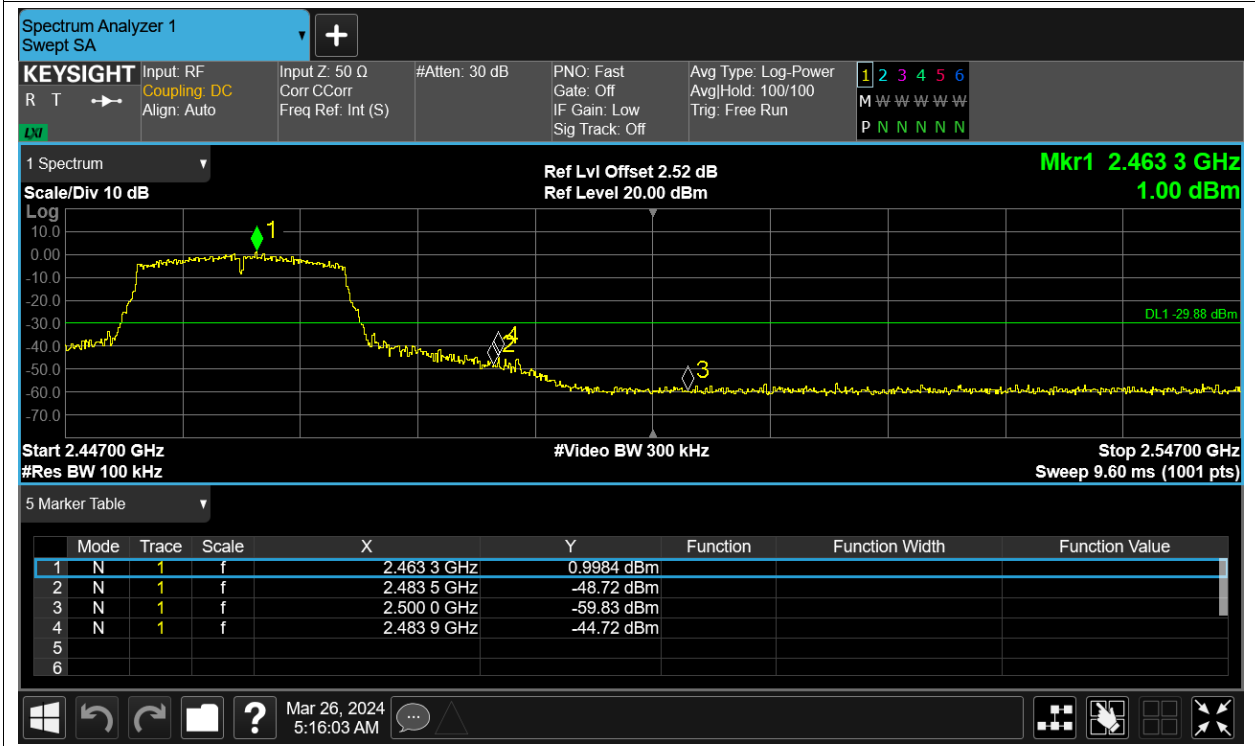 Spectrum Analyzer 1
Swept SA
KEYSIGHT Input: RF Input Z: 50 Ω #Atten: 30 dB PNO: Fast Avg Type: Log-Power 1 2 3 4 5 6
R T Coupling: DC Corr CCorr Gate: Off Avg|Hold: 100/100 M W W W W W
Align: Auto Freq Ref: Int (S) IF Gain: Low Trig: Free Run
LXI Sig Track: Off P N N N N N
1 Spectrum Ref Lvl Offset 2.52 dB Mkr1 2.463 3 GHz
Scale/Div 10 dB Ref Level 20.00 dBm 1.00 dBm
Log
10.0
1
0.00
-10.0
-20.0
-30.0 DL1 -29.88 dBm
-40.0 4
2
-50.0 3
-60.0
-70.0
Start 2.44700 GHz #Video BW 300 kHz Stop 2.54700 GHz
#Res BW 100 kHz Sweep 9.60 ms (1001 pts)
5 Marker Table
Mode Trace Scale X Y Function Function Width Function Value
1 N 1 f 2.463 3 GHz 0.9984 dBm
2 N 1 f 2.483 5 GHz -48.72 dBm
3 N 1 f 2.500 0 GHz -59.83 dBm
4 N 1 f 2.483 9 GHz -44.72 dBm
5
6
? Mar 26, 2024
5:16:03 AM